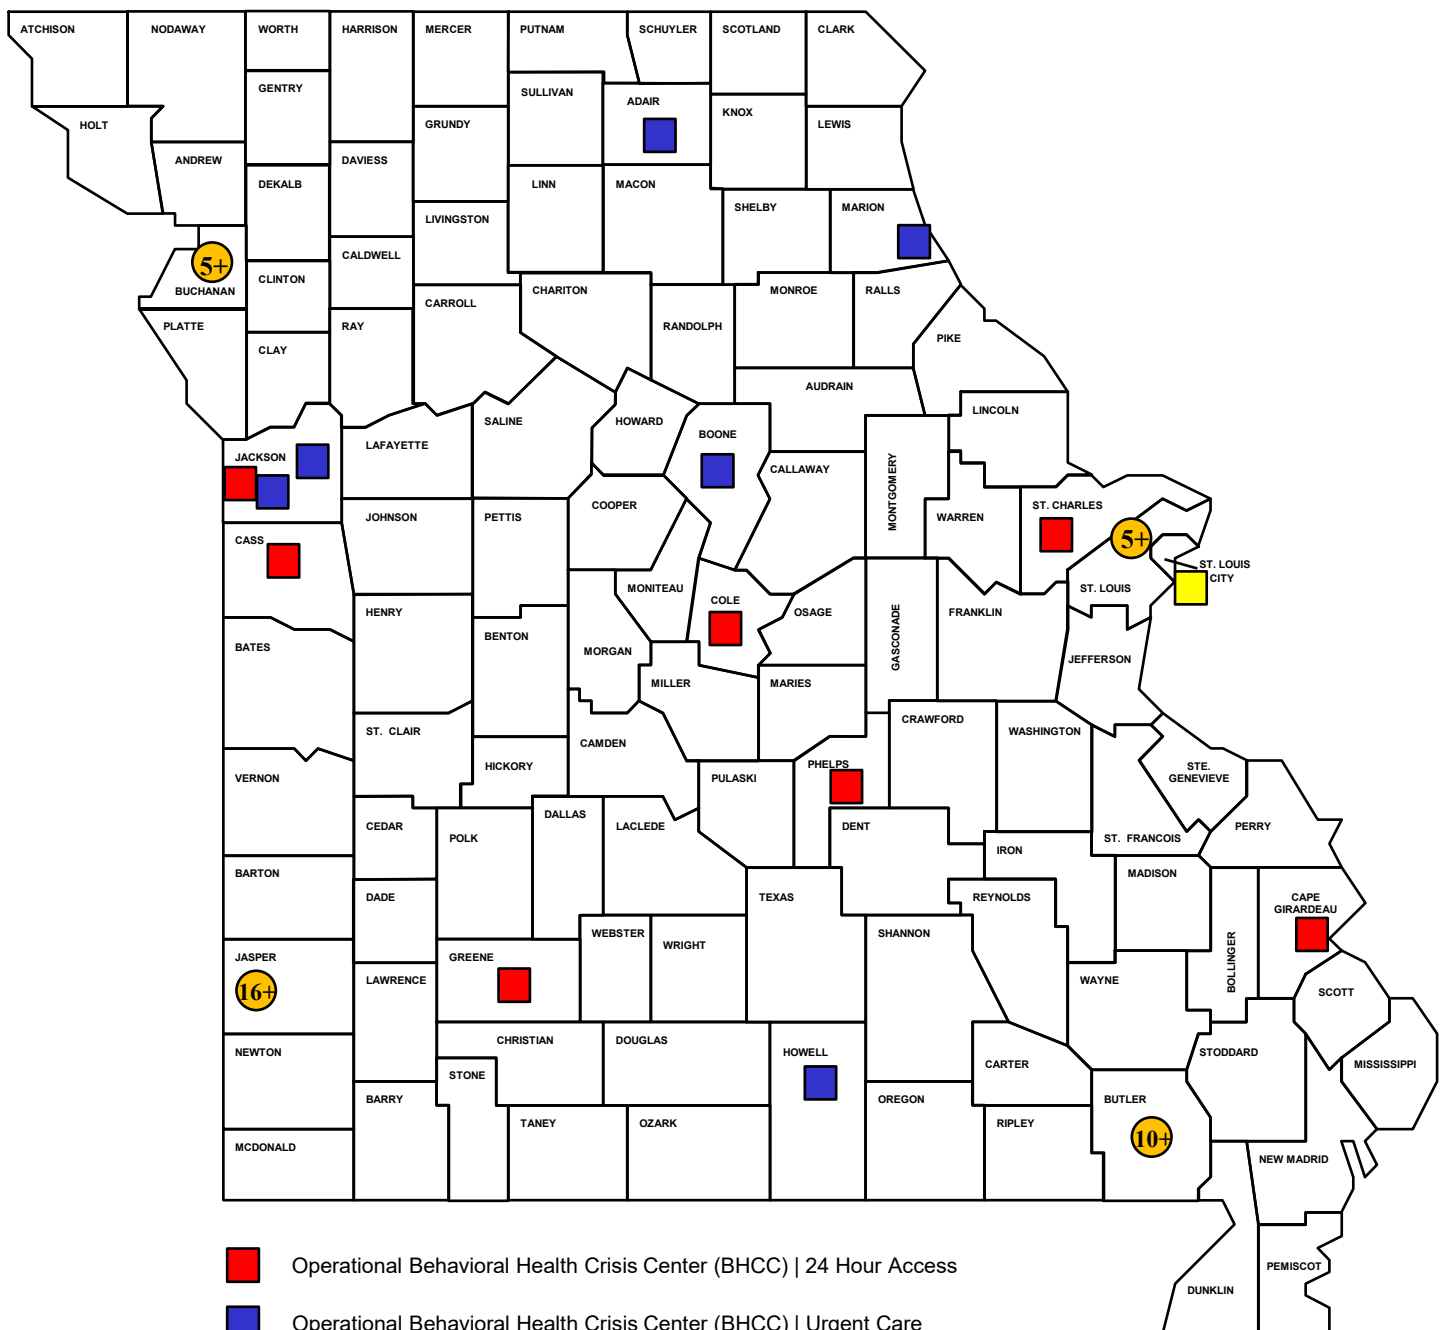 ATCHISON
NODAWAY
WORTH
HARRISON
MERCER
PUTNAM
SCHUYLER
SCOTLAND
CLARK
GENTRY
SULLIVAN
ADAIR
KNOX
LEWIS
HOLT
GRUNDY
ANDREW
DAVIESS
DEKALB
LINN
MACON
SHELBY
MARION
LIVINGSTON
CALDWELL
5+
BUCHANAN
CLINTON
CARROLL
CHARITON
MONROE
RALLS
PLATTE
RAY
RANDOLPH
PIKE
CLAY
AUDRAIN
LINCOLN
SALINE
HOWARD
BOONE
LAFAYETTE
JACKSON
CALLAWAY
MONTGOMERY
COOPER
ST. CHARLES
JOHNSON
PETTIS
WARREN
CASS
5+
ST. LOUIS
CITY
MONITEAU
ST. LOUIS
COLE
HENRY
OSAGE
GASCONADE
FRANKLIN
BENTON
BATES
MORGAN
JEFFERSON
MILLER
MARIES
CRAWFORD
ST. CLAIR
WASHINGTON
CAMDEN
HICKORY
PHELPS
STE.
GENEVIEVE
VERNON
PULASKI
DALLAS
CEDAR
LACLEDE
DENT
PERRY
POLK
ST. FRANCOIS
IRON
BARTON
MADISON
DADE
TEXAS
REYNOLDS
CAPE
GIRARDEAU
WEBSTER
SHANNON
WRIGHT
BOLLINGER
JASPER
GREENE
LAWRENCE
WAYNE
16+
SCOTT
CHRISTIAN
DOUGLAS
NEWTON
HOWELL
STODDARD
CARTER
MISSISSIPPI
STONE
BARRY
OREGON
BUTLER
TANEY
OZARK
RIPLEY
10+
MCDONALD
NEW MADRID
Operational Behavioral Health Crisis Center (BHCC) | 24 Hour Access
PEMISCOT
DUNKLIN
Operational Behavioral Health Crisis Center (BHCC) | Urgent Care